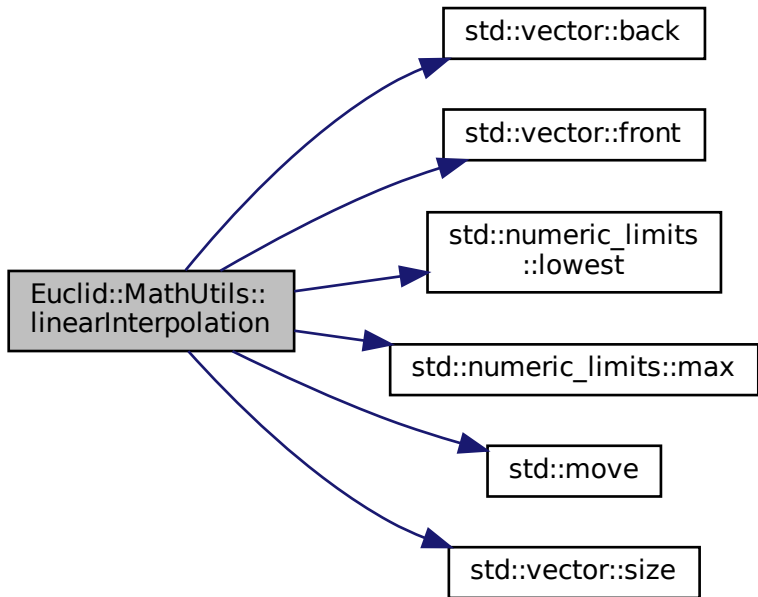 std::vector::back
std::vector::front
std::numeric_limits
::lowest
Euclid::MathUtils::
linearInterpolation
std::numeric_limits::max
std::move
std::vector::size